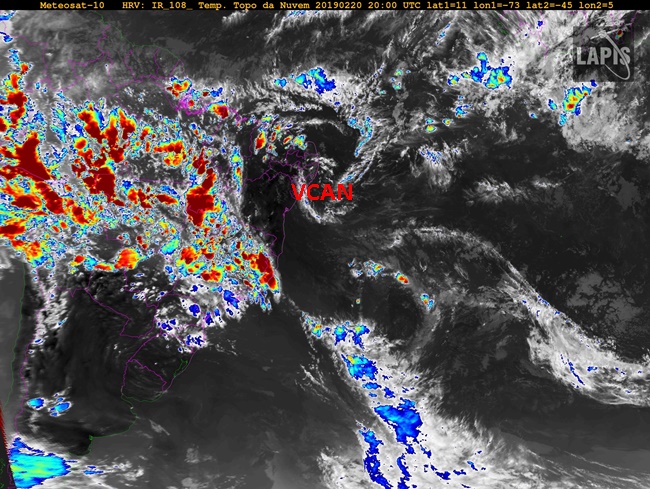 Meteosat-10 HRV: IR_108_ Temp. Topo da Nuvem 20190220 20:00 UTC lat1=11 lon1=-73 lat2=-45 lon2=5
LAPIS
VCAN